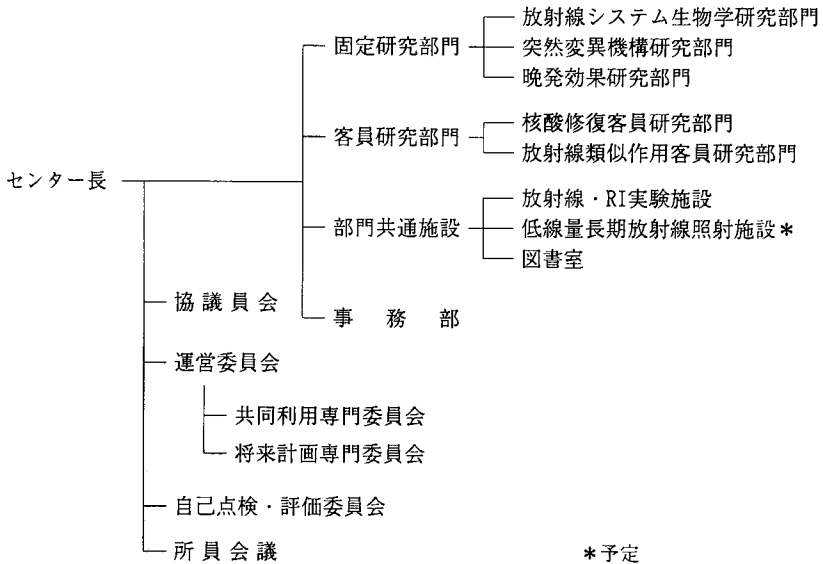 放射線システム生物学研究部門
固定研究部門
突然変異機構研究部門
晩発効果研究部門
核酸修復客員研究部門
客員研究部門
放射線類似作用客員研究部門
センター長
放射線・RI実験施設
部門共通施設
低線量長期放射線照射施設*
図書室
協議員会
事務部
運営委員会
共同利用専門委員会
将来計画専門委員会
自己点検・評価委員会
所員会議
*予定